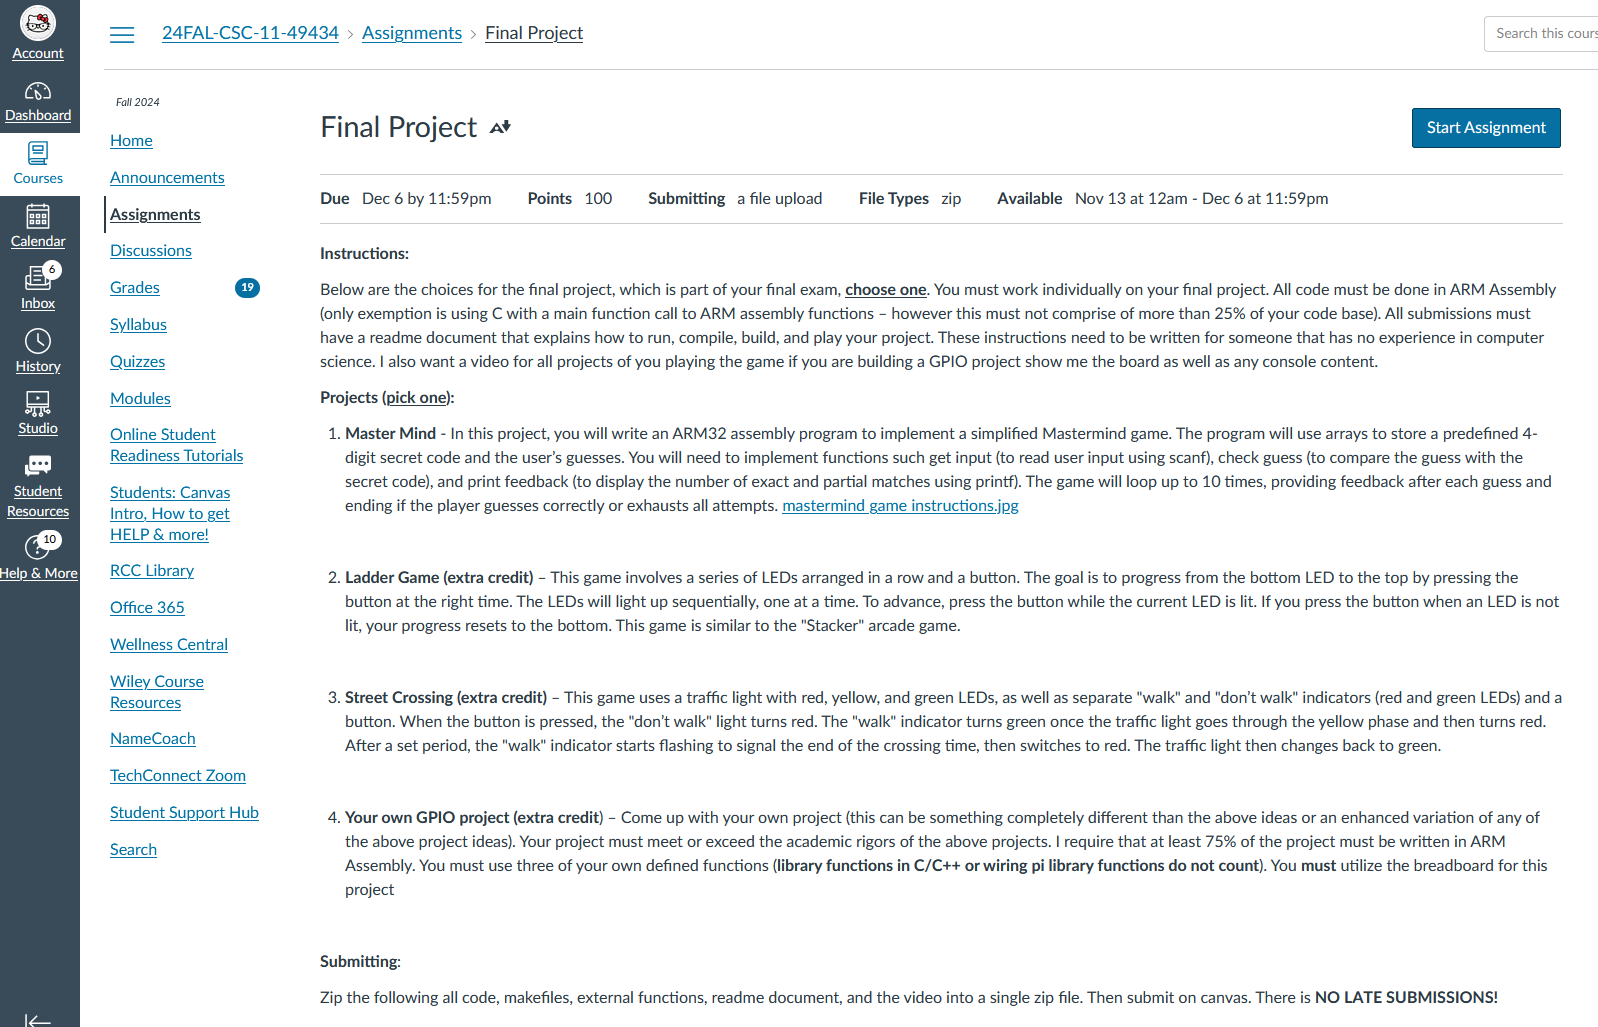 Account
Dashboard
Courses
Calendar
6
Inbox
History
Studio
Student
Resources
10
Help & More
24FAL-CSC-11-49434 › Assignments › Final Project
Search this cours
Fall 2024
Home
Announcements
Assignments
Discussions
Grades 19
Syllabus
Quizzes
Modules
Online Student
Readiness Tutorials
Students: Canvas
Intro, How to get
HELP & more!
RCC Library
Office 365
Wellness Central
Wiley Course
Resources
NameCoach
TechConnect Zoom
Student Support Hub
Search
Final Project
Start Assignment
Due Dec 6 by 11:59pm Points 100 Submitting a file upload File Types zip Available Nov 13 at 12am - Dec 6 at 11:59pm
Instructions:
Below are the choices for the final project, which is part of your final exam, choose one. You must work individually on your final project. All code must be done in ARM Assembly
(only exemption is using C with a main function call to ARM assembly functions – however this must not comprise of more than 25% of your code base). All submissions must
have a readme document that explains how to run, compile, build, and play your project. These instructions need to be written for someone that has no experience in computer
science. I also want a video for all projects of you playing the game if you are building a GPIO project show me the board as well as any console content.
Projects (pick one):
1. Master Mind - In this project, you will write an ARM32 assembly program to implement a simplified Mastermind game. The program will use arrays to store a predefined 4-
digit secret code and the user's guesses. You will need to implement functions such get input (to read user input using scanf), check guess (to compare the guess with the
secret code), and print feedback (to display the number of exact and partial matches using printf). The game will loop up to 10 times, providing feedback after each guess and
ending if the player guesses correctly or exhausts all attempts. mastermind game instructions.jpg
2. Ladder Game (extra credit) – This game involves a series of LEDs arranged in a row and a button. The goal is to progress from the bottom LED to the top by pressing the
button at the right time. The LEDs will light up sequentially, one at a time. To advance, press the button while the current LED is lit. If you press the button when an LED is not
lit, your progress resets to the bottom. This game is similar to the "Stacker" arcade game.
3. Street Crossing (extra credit) – This game uses a traffic light with red, yellow, and green LEDs, as well as separate "walk" and "don't walk" indicators (red and green LEDs) and a
button. When the button is pressed, the "don't walk" light turns red. The "walk" indicator turns green once the traffic light goes through the yellow phase and then turns red.
After a set period, the "walk" indicator starts flashing to signal the end of the crossing time, then switches to red. The traffic light then changes back to green.
4. Your own GPIO project (extra credit) – Come up with your own project (this can be something completely different than the above ideas or an enhanced variation of any of
the above project ideas). Your project must meet or exceed the academic rigors of the above projects. I require that at least 75% of the project must be written in ARM
Assembly. You must use three of your own defined functions (library functions in C/C++ or wiring pi library functions do not count). You must utilize the breadboard for this
project
Submitting:
Zip the following all code, makefiles, external functions, readme document, and the video into a single zip file. Then submit on canvas. There is NO LATE SUBMISSIONS!